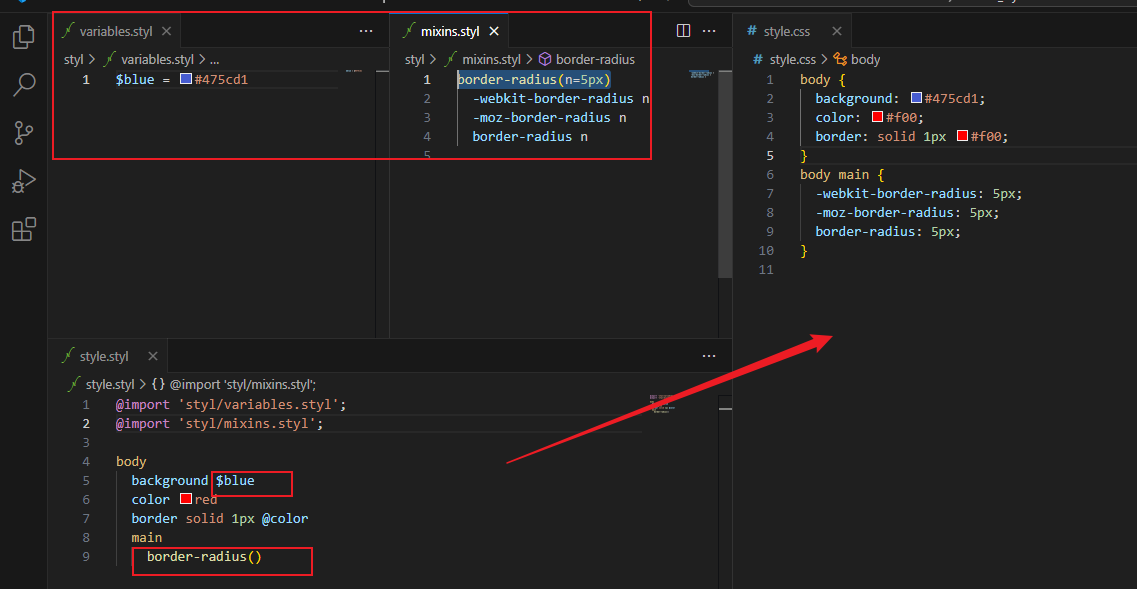 variables.styl
mixins.styl
style.css
styl > variables.styl > ...
styl > mixins.styl > border-radius
style.css > body
1 $blue = #475cd1
1 border-radius(n=5px)
2 -webkit-border-radius n
3 -moz-border-radius n
4 border-radius n
5
1 body {
2 background: #475cd1;
3 color: #f00;
4 border: solid 1px #f00;
5 }
6 body main {
7 -webkit-border-radius: 5px;
8 -moz-border-radius: 5px;
9 border-radius: 5px;
10 }
11
style.styl
style.styl > {} @import 'styl/mixins.styl';
1 @import 'styl/variables.styl';
2 @import 'styl/mixins.styl';
3
4 body
5 background $blue
6 color red
7 border solid 1px @color
8 main
9 border-radius()